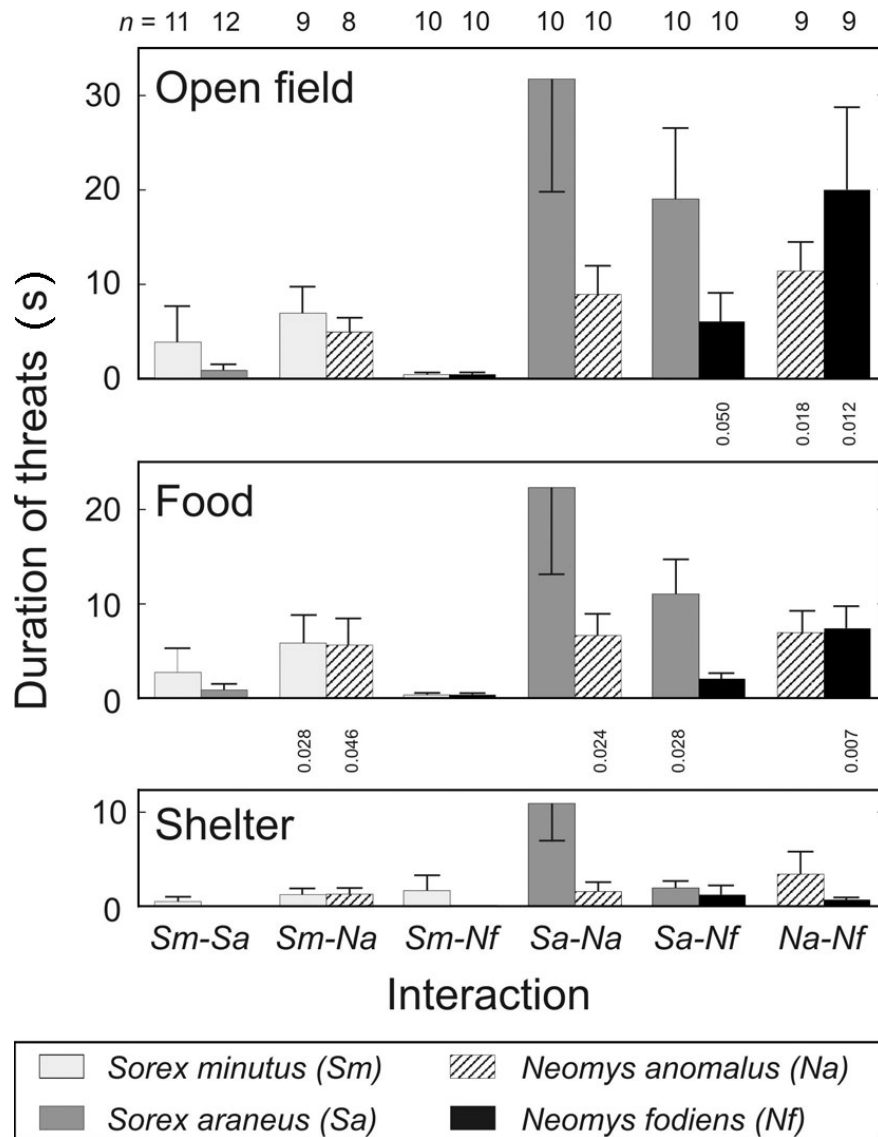 n = 11 12 9 8 10 10 10 10 10 10 9 9
Open field
30
20
10
0
0.050 0.018 0.012
Food
20
10
0
0.028 0.046 0.024 0.028 0.007
Shelter
10
0
Duration of threats (s)
Sm-Sa Sm-Na Sm-Nf Sa-Na Sa-Nf Na-Nf
Interaction
Sorex minutus (Sm) Neomys anomalus (Na)
Sorex araneus (Sa) Neomys fodiens (Nf)